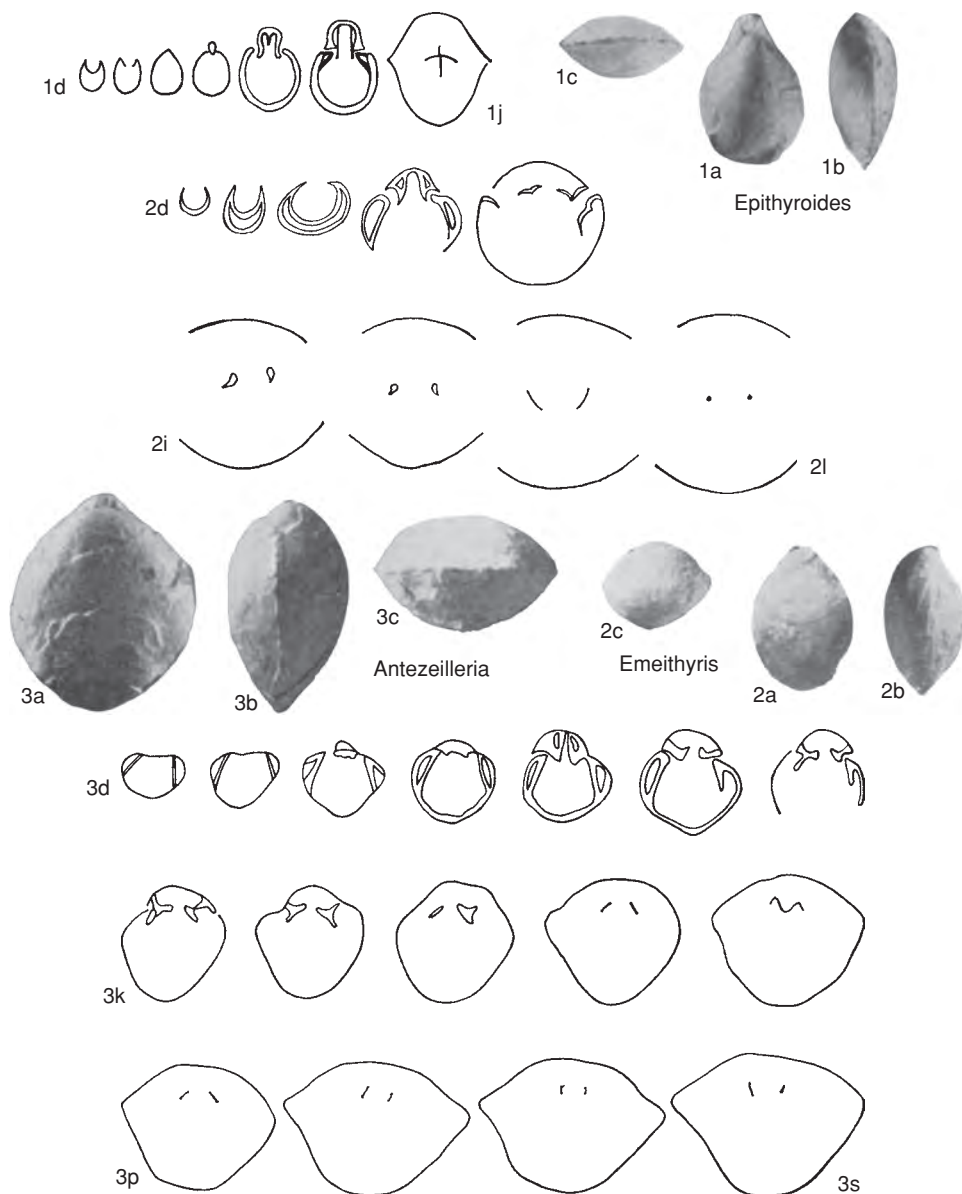 1d
1j
1c
1a
1b
Epithyroides
2d
2i
2l
3a
3b
3c
Antezeilleria
2c
Emeithyris
2a
2b
3d
3k
3p
3s